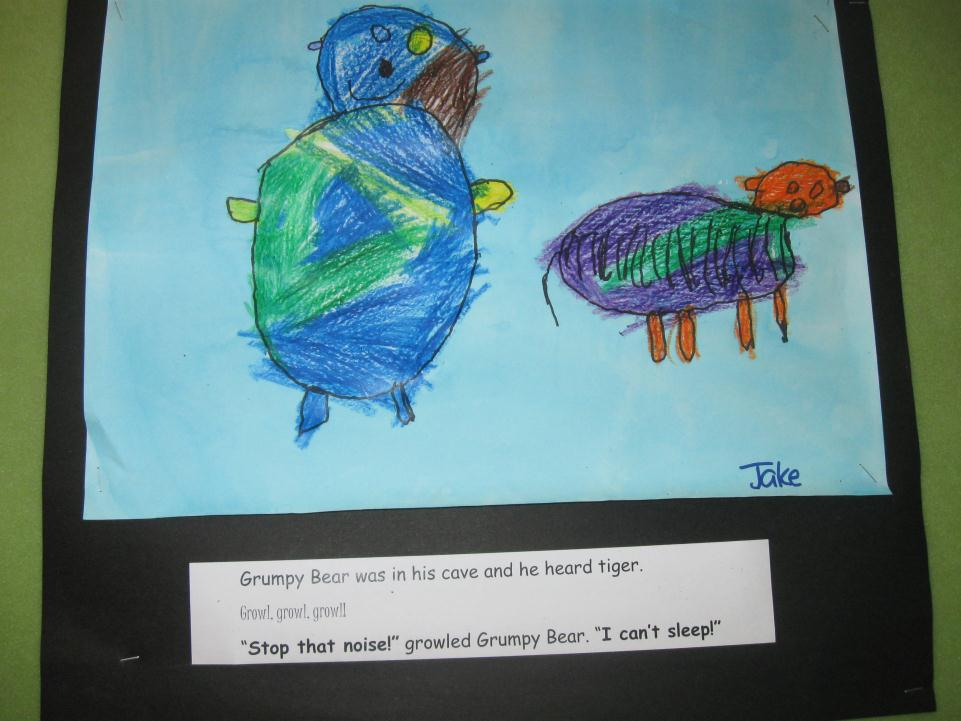 Jake
Grumpy Bear was in his cave and he heard tiger.
Growl, growl, growl!
“Stop that noise!” growled Grumpy Bear. “I can’t sleep!”